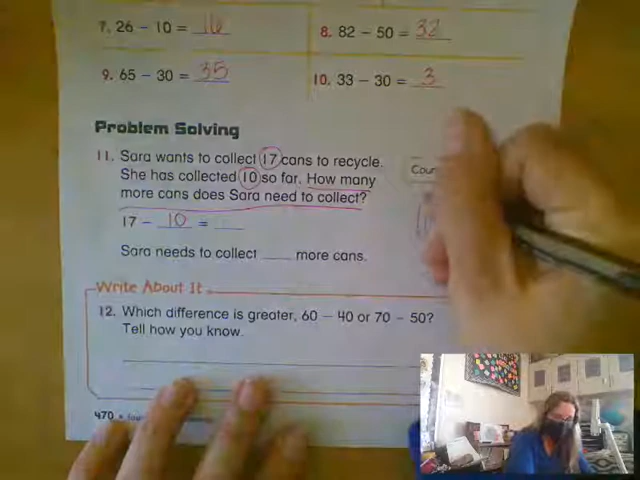 7. 26 - 10 = 16
8. 82 - 50 = 32
9. 65 - 30 = 35
10. 33 - 30 = 3
Problem Solving
11. Sara wants to collect 17 cans to recycle.
She has collected 10 so far. How many
more cans does Sara need to collect?
17 - 10 = __
Sara needs to collect ____ more cans.
Write About It
12. Which difference is greater, 60 - 40 or 70 - 50?
Tell how you know.
470